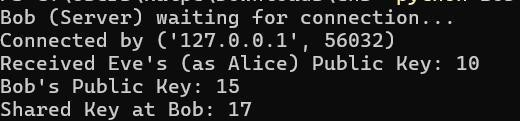 Bob (Server) waiting for connection...
Connected by ('127.0.0.1', 56032)
Received Eve's (as Alice) Public Key: 10
Bob's Public Key: 15
Shared Key at Bob: 17